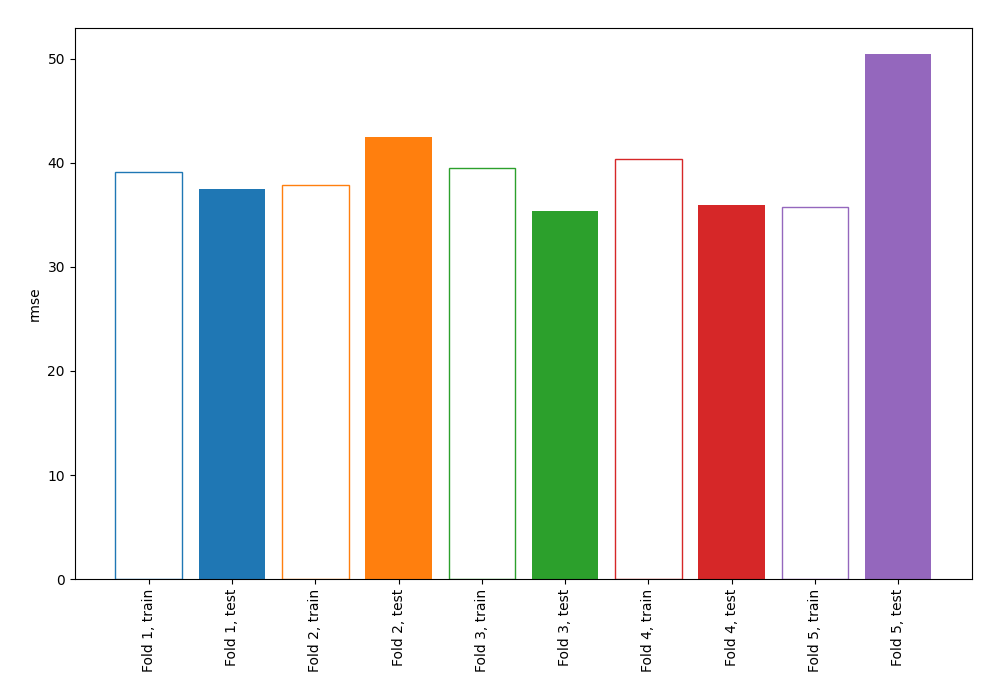 50
40
30
20
10
0
rmse
Fold 1, train
Fold 1, test
Fold 2, train
Fold 2, test
Fold 3, train
Fold 3, test
Fold 4, train
Fold 4, test
Fold 5, train
Fold 5, test